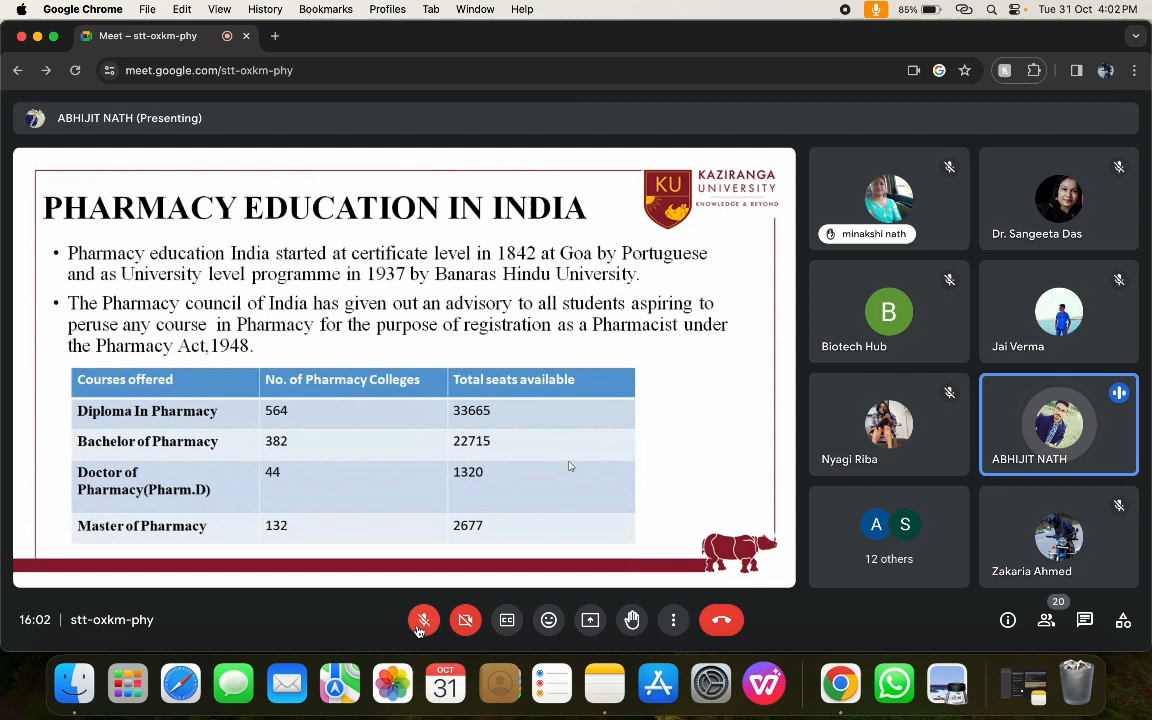 Google Chrome File Edit View History Bookmarks Profiles Tab Window Help 85% Tue 31 Oct 4:02 PM
Meet – stt-oxkm-phy
meet.google.com/stt-oxkm-phy
ABHIJIT NATH (Presenting)
KU KAZIRANGA
UNIVERSITY
KNOWLEDGE & BEYOND
PHARMACY EDUCATION IN INDIA
• Pharmacy education India started at certificate level in 1842 at Goa by Portuguese
and as University level programme in 1937 by Banaras Hindu University.
• The Pharmacy council of India has given out an advisory to all students aspiring to
peruse any course in Pharmacy for the purpose of registration as a Pharmacist under
the Pharmacy Act,1948.
Courses offered No. of Pharmacy Colleges Total seats available
Diploma In Pharmacy 564 33665
Bachelor of Pharmacy 382 22715
Doctor of
Pharmacy(Pharm.D) 44 1320
Master of Pharmacy 132 2677
minakshi nath
Dr. Sangeeta Das
B
Biotech Hub
Jai Verma
Nyagi Riba
ABHIJIT NATH
A S
12 others
Zakaria Ahmed
16:02 | stt-oxkm-phy
20
OCT
31